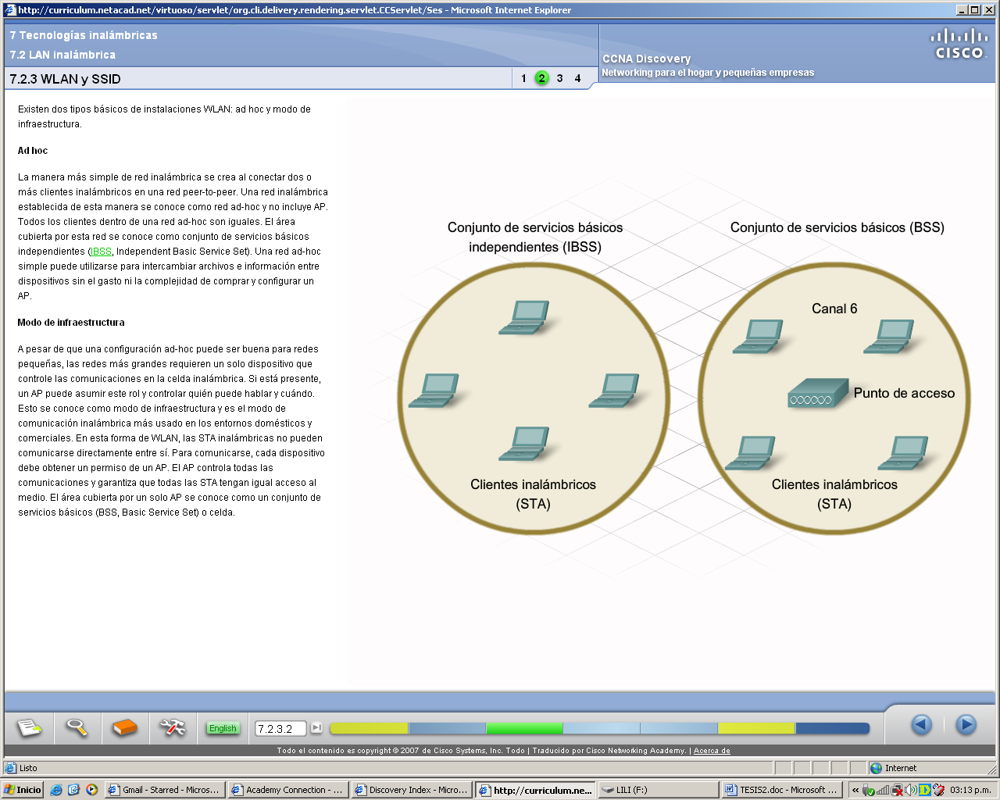 http://curriculum.netacad.net/virtuoso/servlet/org.cli.delivery.rendering.servlet.CCServlet/Ses - Microsoft Internet Explorer
7 Tecnologías inalámbricas
7.2 LAN inalámbrica
7.2.3 WLAN y SSID
1 2 3 4
CISCO
CCNA Discovery
Networking para el hogar y pequeñas empresas
Existen dos tipos básicos de instalaciones WLAN: ad hoc y modo de
infraestructura.
Ad hoc
La manera más simple de red inalámbrica se crea al conectar dos o
más clientes inalámbricos en una red peer-to-peer. Una red inalámbrica
establecida de esta manera se conoce como red ad-hoc y no incluye AP.
Todos los clientes dentro de una red ad-hoc son iguales. El área
cubierta por esta red se conoce como conjunto de servicios básicos
independientes (IBSS, Independent Basic Service Set). Una red ad-hoc
simple puede utilizarse para intercambiar archivos e información entre
dispositivos sin el gasto ni la complejidad de comprar y configurar un
AP.
Modo de infraestructura
A pesar de que una configuración ad-hoc puede ser buena para redes
pequeñas, las redes más grandes requieren un solo dispositivo que
controle las comunicaciones en la celda inalámbrica. Si está presente,
un AP puede asumir este rol y controlar quién puede hablar y cuándo.
Esto se conoce como modo de infraestructura y es el modo de
comunicación inalámbrica más usado en los entornos domésticos y
comerciales. En esta forma de WLAN, las STA inalámbricas no pueden
comunicarse directamente entre sí. Para comunicarse, cada dispositivo
debe obtener un permiso de un AP. El AP controla todas las
comunicaciones y garantiza que todas las STA tengan igual acceso al
medio. El área cubierta por un solo AP se conoce como un conjunto de
servicios básicos (BSS, Basic Service Set) o celda.
Conjunto de servicios básicos
independientes (IBSS)
Clientes inalámbricos
(STA)
Conjunto de servicios básicos (BSS)
Canal 6
Punto de acceso
Clientes inalámbricos
(STA)
English
7.2.3.2
Todo el contenido es copyright © 2007 de Cisco Systems, Inc. Todo | Traducido por Cisco Networking Academy. | Acerca de
Listo
Internet
Inicio
Gmail - Starred - Micros...
Academy Connection - ...
Discovery Index - Micro...
http://curriculum.ne...
LILI (F:)
TESIS2.doc - Microsoft ...
« 03:13 p.m.